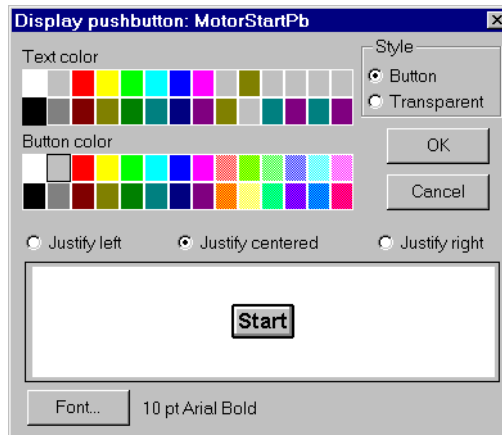 Display pushbutton: MotorStartPb
Text color
Style
Button
Transparent
Button color
OK
Cancel
Justify left
Justify centered
Justify right
Start
Font...
10 pt Arial Bold